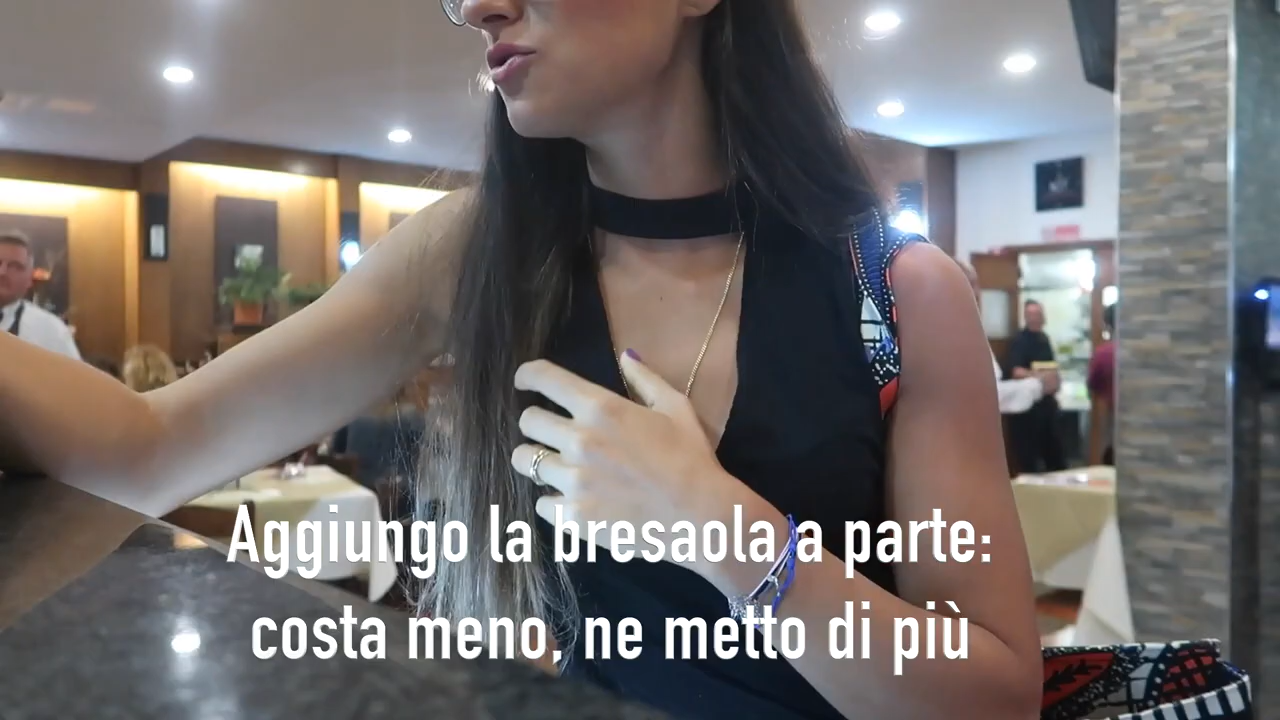 Aggiungo la bresaola a parte:
costa meno, ne metto di più